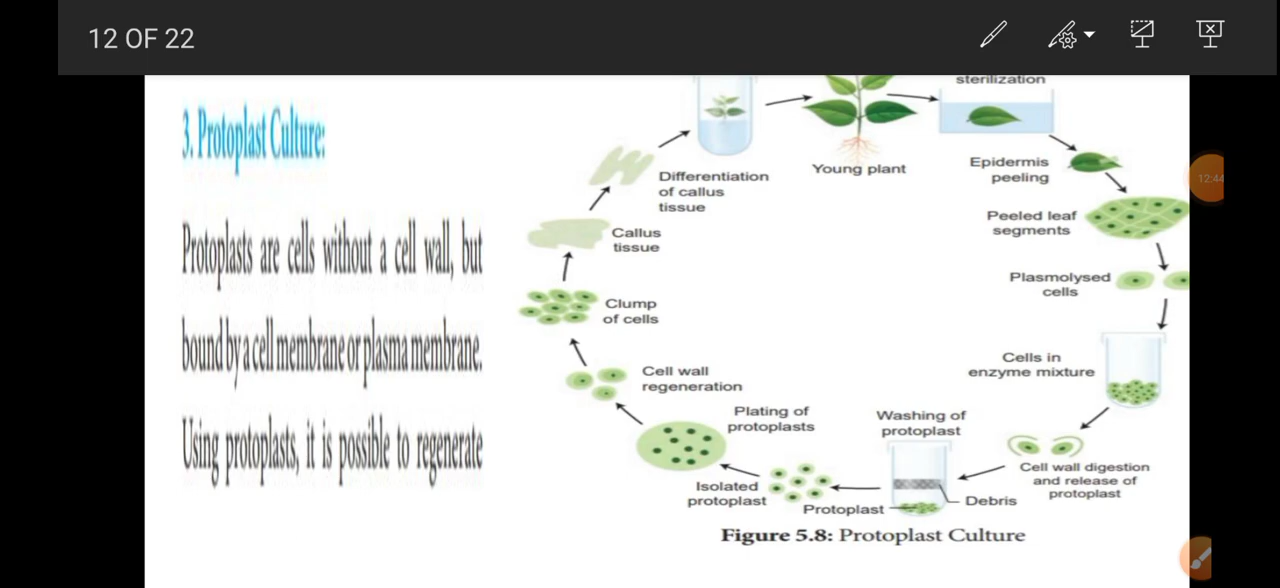 12 OF 22
3. Protoplast Culture:
Protoplasts are cells without a cell wall, but
bound by a cell membrane or plasma membrane.
Using protoplasts, it is possible to regenerate
sterilization
Young plant
Differentiation
of callus
tissue
Epidermis
peeling
12:44
Peeled leaf
segments
Callus
tissue
Plasmolysed
cells
Clump
of cells
Cells in
enzyme mixture
Cell wall
regeneration
Plating of
protoplasts
Washing of
protoplast
Cell wall digestion
and release of
protoplast
Isolated
protoplast
Protoplast
Debris
Figure 5.8: Protoplast Culture